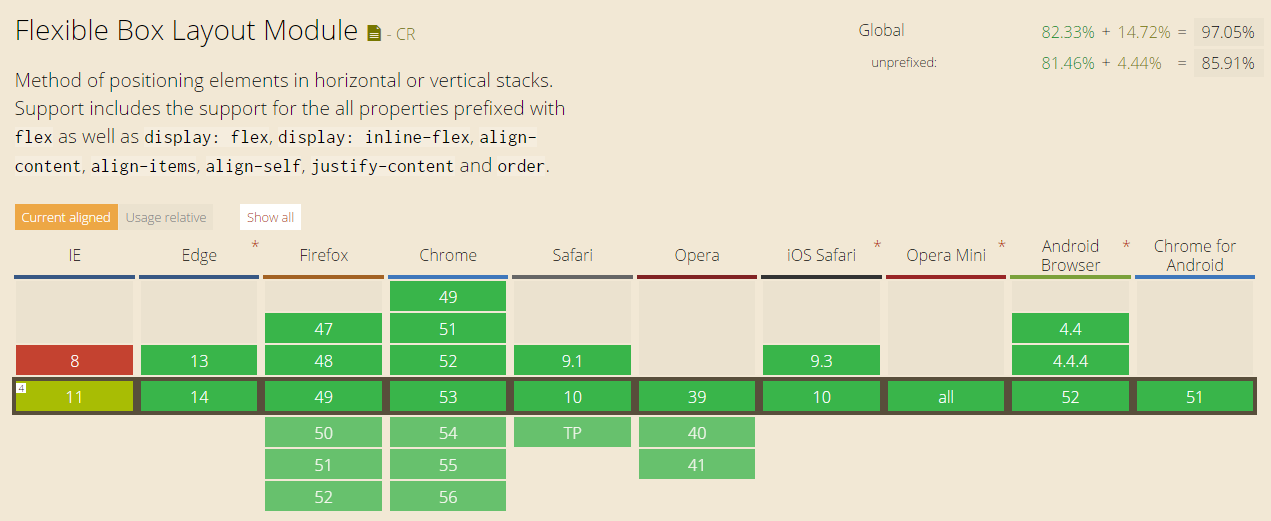 Flexible Box Layout Module - CR
Global 82.33% + 14.72% = 97.05%
unprefixed: 81.46% + 4.44% = 85.91%
Method of positioning elements in horizontal or vertical stacks.
Support includes the support for the all properties prefixed with
flex as well as display: flex, display: inline-flex, align-
content, align-items, align-self, justify-content and order.
Current aligned Usage relative Show all
IE Edge * Firefox Chrome Safari Opera iOS Safari * Opera Mini * Android Browser * Chrome for Android
49
47 51 4.4
8 13 48 52 9.1 9.3 4.4.4
4 11 14 49 53 10 39 10 all 52 51
50 54 TP 40
51 55 41
52 56